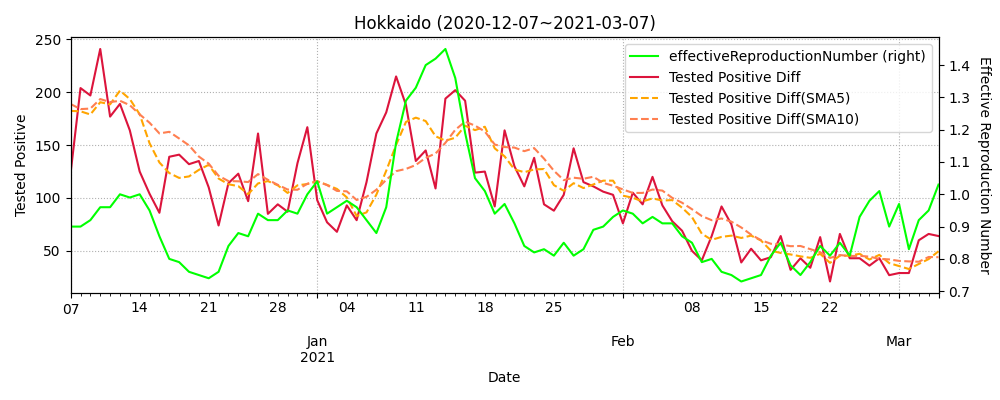 Hokkaido (2020-12-07~2021-03-07)
effectiveReproductionNumber (right)
Tested Positive Diff
Tested Positive Diff(SMA5)
Tested Positive Diff(SMA10)
Tested Positive
250
200
150
100
50
Effective Reproduction Number
1.4
1.3
1.2
1.1
1.0
0.9
0.8
0.7
07 14 21 28 04 11 18 25 08 15 22
Jan Feb Mar
2021
Date